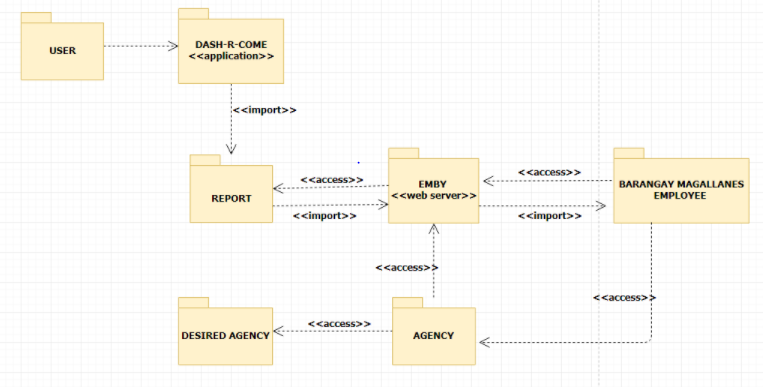 USER
DASH-R-COME
<<application>>
<<import>>
REPORT
<<access>>
<<import>>
EMBY
<<web server>>
<<access>>
<<import>>
BARANGAY MAGALLANES
EMPLOYEE
<<access>>
<<access>>
DESIRED AGENCY
<<access>>
AGENCY